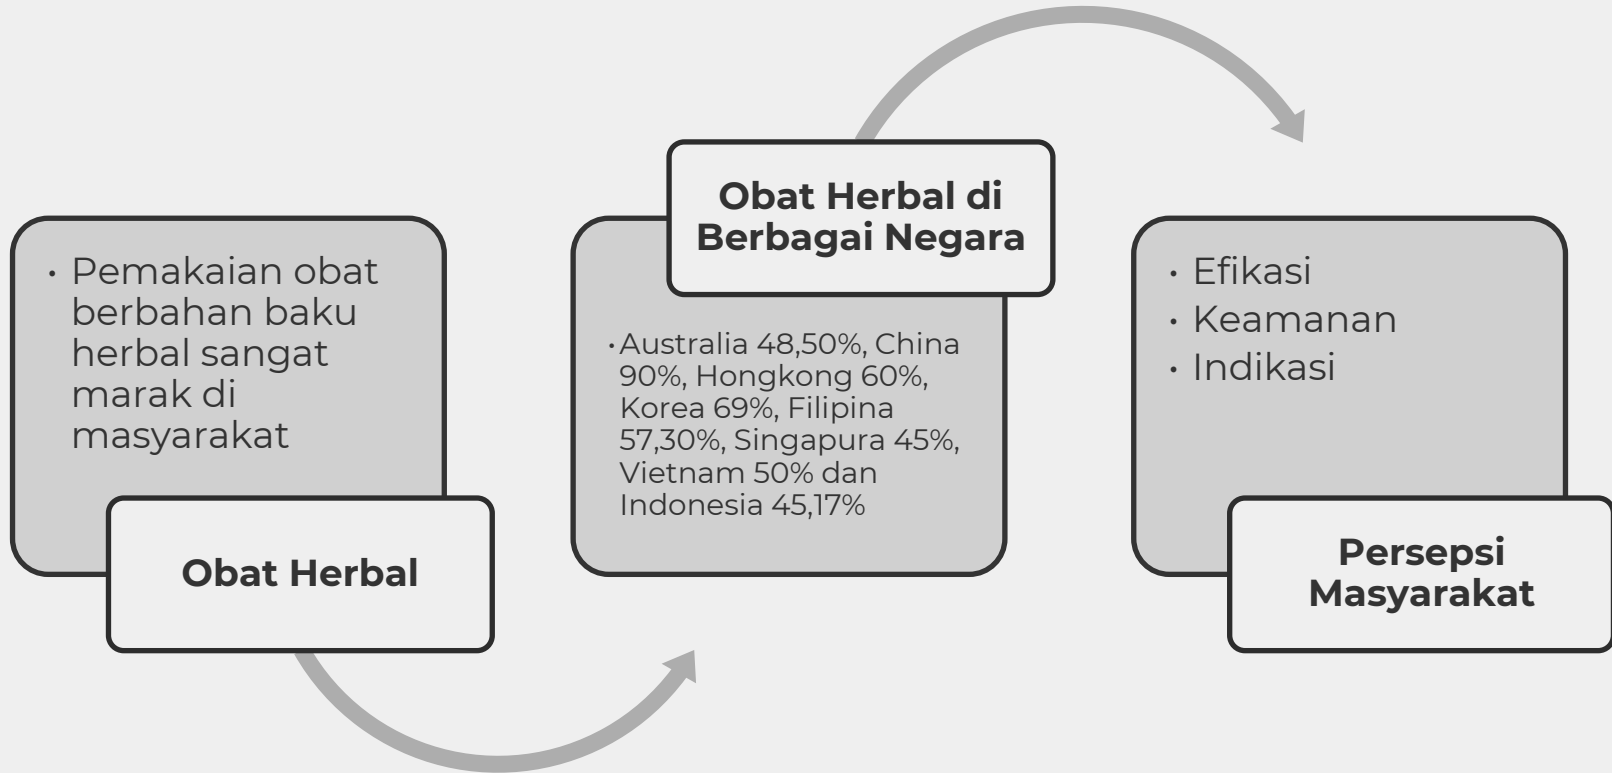 • Pemakaian obat
berbahan baku
herbal sangat
marak di
masyarakat
Obat Herbal
Obat Herbal di
Berbagai Negara
• Australia 48,50%, China
90%, Hongkong 60%,
Korea 69%, Filipina
57,30%, Singapura 45%,
Vietnam 50% dan
Indonesia 45,17%
• Efikasi
• Keamanan
• Indikasi
Persepsi
Masyarakat